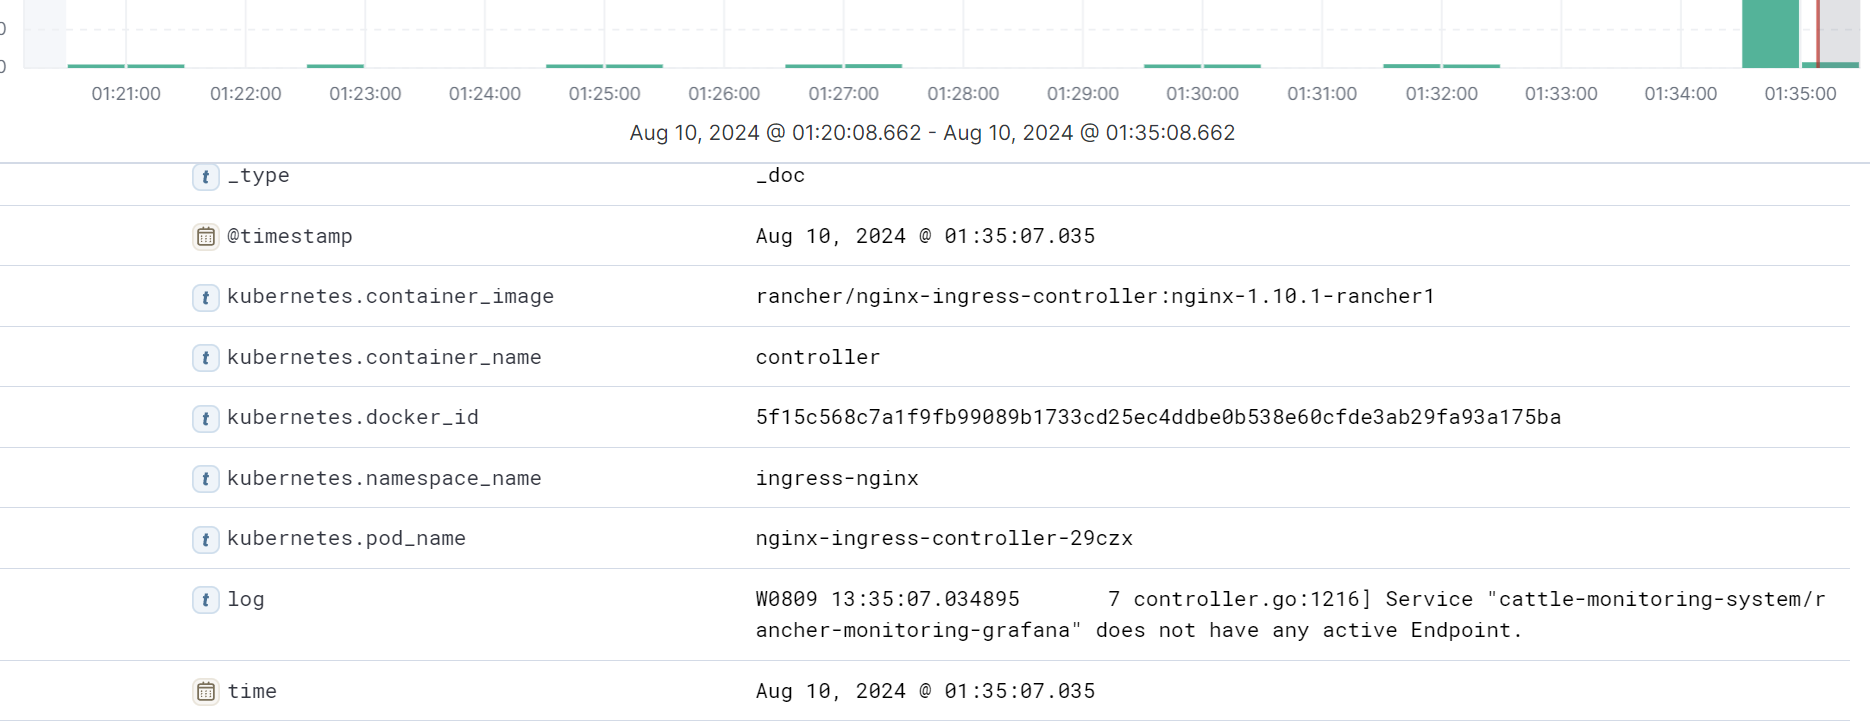 0
0
01:21:00 01:22:00 01:23:00 01:24:00 01:25:00 01:26:00 01:27:00 01:28:00 01:29:00 01:30:00 01:31:00 01:32:00 01:33:00 01:34:00 01:35:00
Aug 10, 2024 @ 01:20:08.662 - Aug 10, 2024 @ 01:35:08.662
t _type _doc
@timestamp Aug 10, 2024 @ 01:35:07.035
t kubernetes.container_image rancher/nginx-ingress-controller:nginx-1.10.1-rancher1
t kubernetes.container_name controller
t kubernetes.docker_id 5f15c568c7a1f9fb99089b1733cd25ec4ddbe0b538e60cfde3ab29fa93a175ba
t kubernetes.namespace_name ingress-nginx
t kubernetes.pod_name nginx-ingress-controller-29czx
t log W0809 13:35:07.034895 7 controller.go:1216] Service "cattle-monitoring-system/r
ancher-monitoring-grafana" does not have any active Endpoint.
time Aug 10, 2024 @ 01:35:07.035